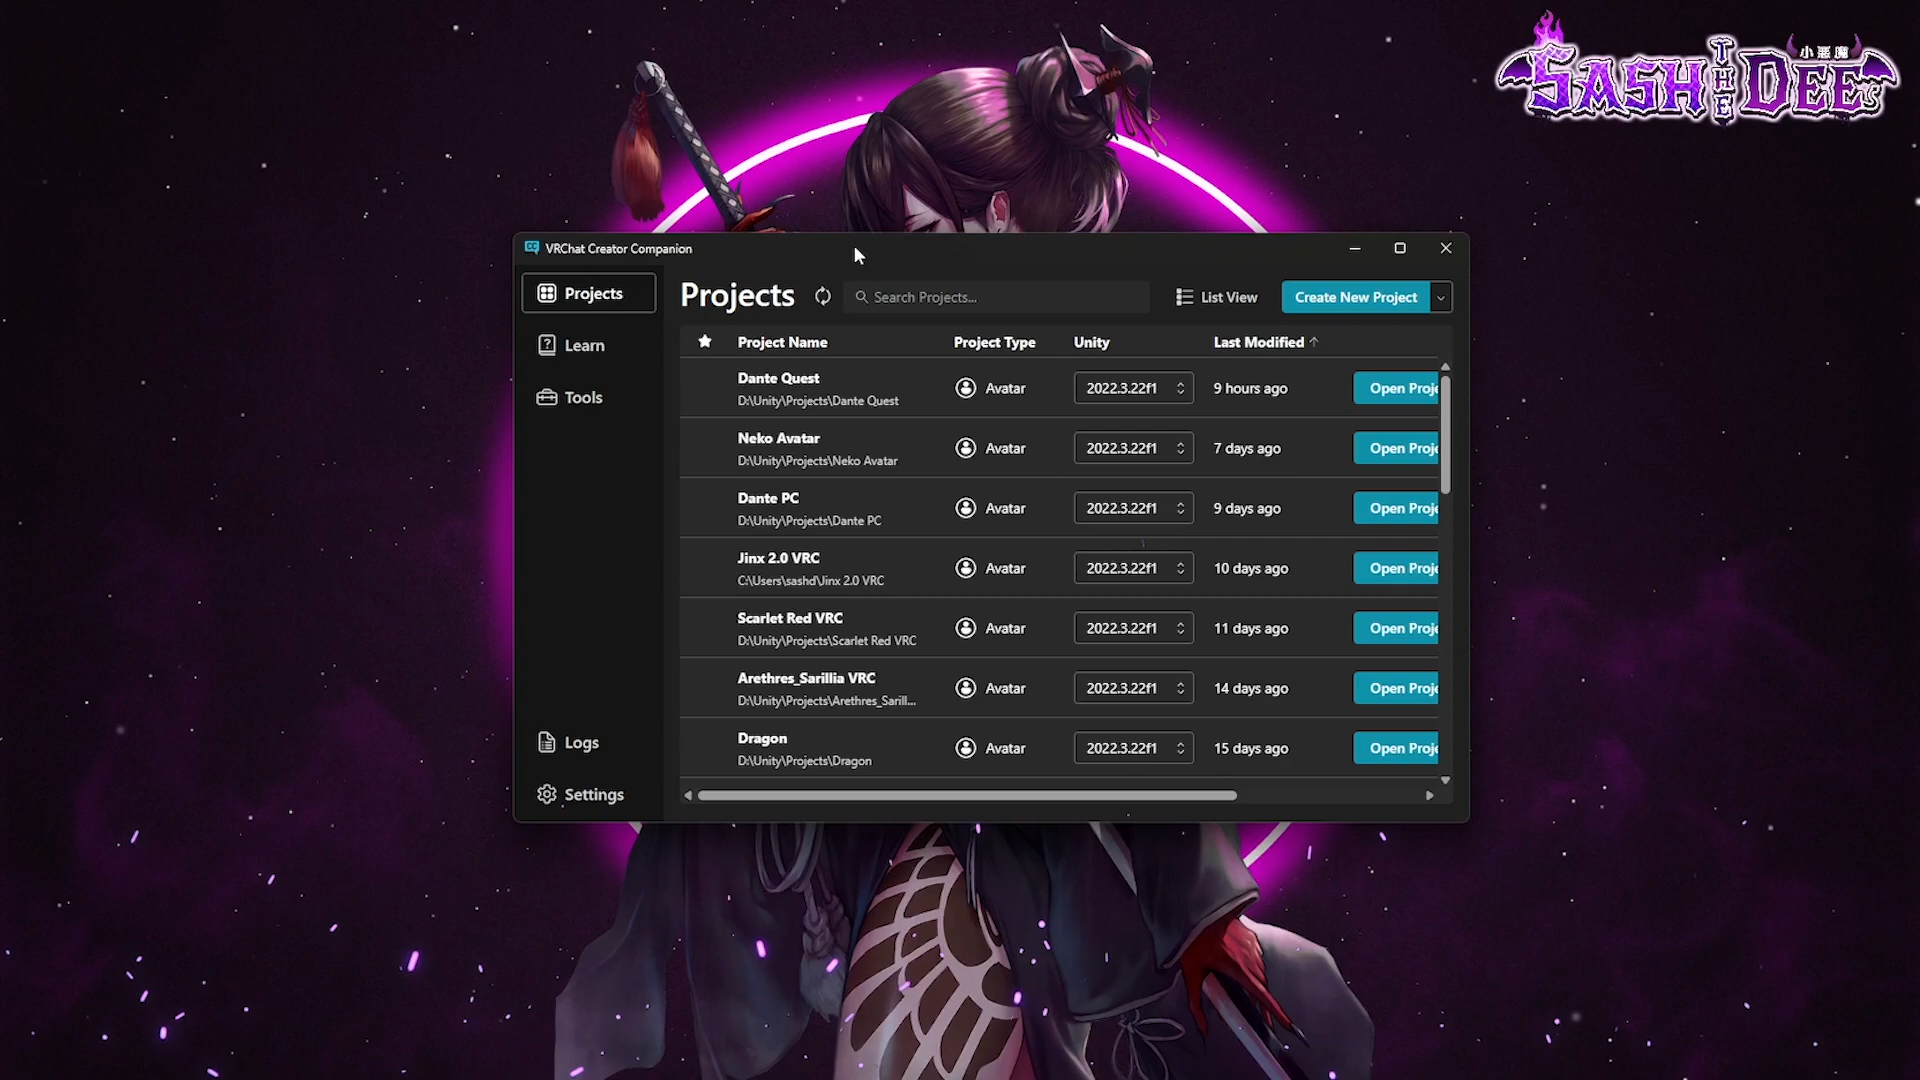 SASH THE DEE
小悪魔
VRChat Creator Companion
Projects
Learn
Tools
Logs
Settings
Projects
Search Projects...
List View
Create New Project
Project Name
Project Type
Unity
Last Modified
Dante Quest
D:\Unity\Projects\Dante Quest
Avatar
2022.3.22f1
9 hours ago
Open Proje
Neko Avatar
D:\Unity\Projects\Neko Avatar
Avatar
2022.3.22f1
7 days ago
Open Proje
Dante PC
D:\Unity\Projects\Dante PC
Avatar
2022.3.22f1
9 days ago
Open Proje
Jinx 2.0 VRC
C:\Users\sashd\Jinx 2.0 VRC
Avatar
2022.3.22f1
10 days ago
Open Proje
Scarlet Red VRC
D:\Unity\Projects\Scarlet Red VRC
Avatar
2022.3.22f1
11 days ago
Open Proje
Arethres_Sarillia VRC
D:\Unity\Projects\Arethres_Sarill...
Avatar
2022.3.22f1
14 days ago
Open Proje
Dragon
D:\Unity\Projects\Dragon
Avatar
2022.3.22f1
15 days ago
Open Proje